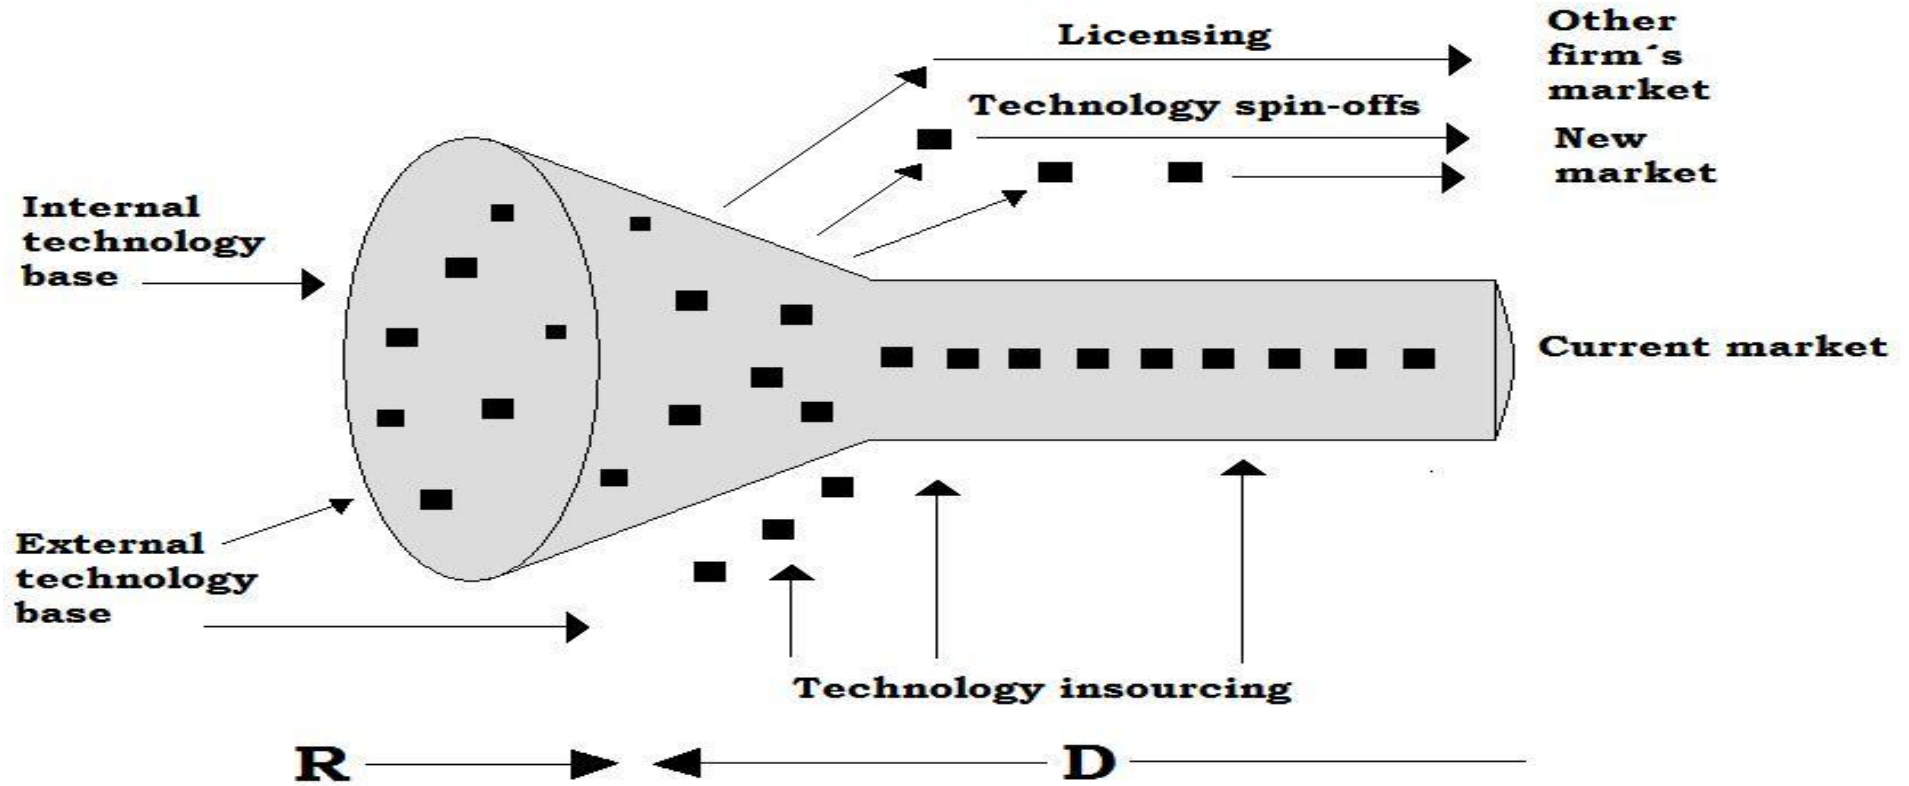 Licensing
Other
firm´s
market
Technology spin-offs
New
market
Internal
technology
base
Current market
External
technology
base
Technology insourcing
R
D